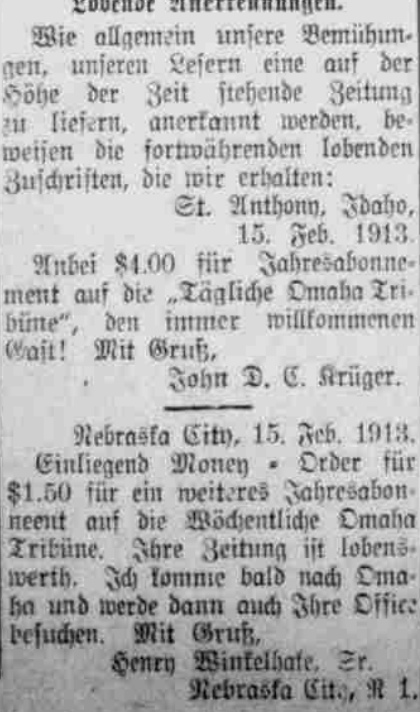 Lobende Anerkennungen.
Wie allgemein unsere Bemühun-
gen, unseren Lesern eine auf der
Höhe der Zeit stehende Zeitung
zu liefern, anerkannt werden, be-
weisen die fortwährenden lobenden
Zuschriften, die wir erhalten:
St. Anthony, Idaho,
15. Feb. 1913.
Anbei $4.00 für Jahresabonne-
ment auf die „Tägliche Omaha Tri-
büne“, den immer willkommenen
Gast! Mit Gruß,
John D. C. Krüger.
Nebraska City, 15. Feb. 1913.
Einliegend Money - Order für
$1.50 für ein weiteres Jahresabon-
neent auf die Wöchentliche Omaha
Tribüne. Ihre Zeitung ist lobens-
werth. Ich komme bald nach Oma-
ha und werde dann auch Ihre Office
besuchen. Mit Gruß,
Henry Winkelhake, Sr.
Nebraska City, R 1.